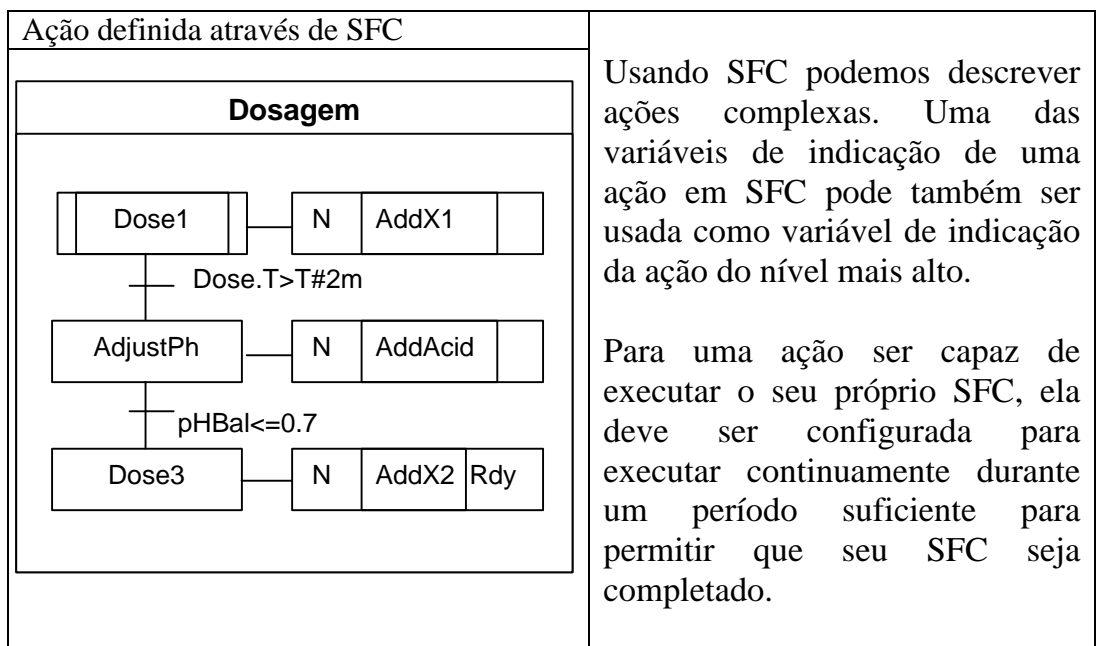 Ação definida através de SFC
Dosagem
Dose1 N AddX1
Dose.T>T#2m
AdjustPh N AddAcid
pHBal<=0.7
Dose3 N AddX2 Rdy
Usando SFC podemos descrever
ações complexas. Uma das
variáveis de indicação de uma
ação em SFC pode também ser
usada como variável de indicação
da ação do nível mais alto.
Para uma ação ser capaz de
executar o seu próprio SFC, ela
deve ser configurada para
executar continuamente durante
um período suficiente para
permitir que seu SFC seja
completado.